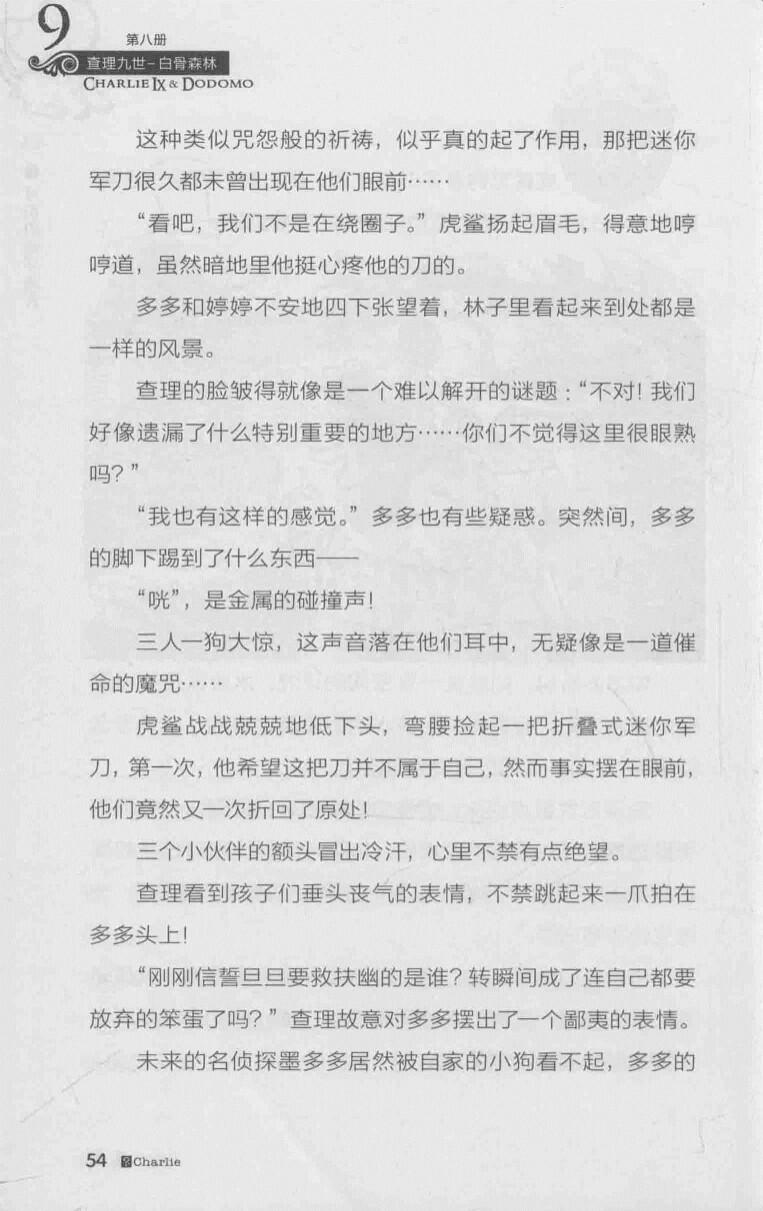 9
第八册
查理九世-白骨森林
CHARLIE IX & DODOMO
这种类似咒怨般的祈祷，似乎真的起了作用，那把迷你
军刀很久都未曾出现在他们眼前……
“看吧，我们不是在绕圈子。”虎鲨扬起眉毛，得意地哼
哼道，虽然暗地里他挺心疼他的刀的。
多多和婷婷不安地四下张望着，林子里看起来到处都是
一样的风景。
查理的脸皱得就像是一个难以解开的谜题：“不对！我们
好像遗漏了什么特别重要的地方……你们不觉得这里很眼熟
吗？”
“我也有这样的感觉。”多多也有些疑惑。突然间，多多
的脚下踢到了什么东西——
“咣”，是金属的碰撞声！
三人一狗大惊，这声音落在他们耳中，无疑像是一道催
命的魔咒……
虎鲨战战兢兢地低下头，弯腰捡起一把折叠式迷你军
刀，第一次，他希望这把刀并不属于自己，然而事实摆在眼前，
他们竟然又一次折回了原处！
三个小伙伴的额头冒出冷汗，心里不禁有点绝望。
查理看到孩子们垂头丧气的表情，不禁跳起来一爪拍在
多多头上！
“刚刚信誓旦旦要救扶幽的是谁？转瞬间成了连自己都要
放弃的笨蛋了吗？”查理故意对多多摆出了一个鄙夷的表情。
未来的名侦探墨多多居然被自家的小狗看不起，多多的
54 Charlie